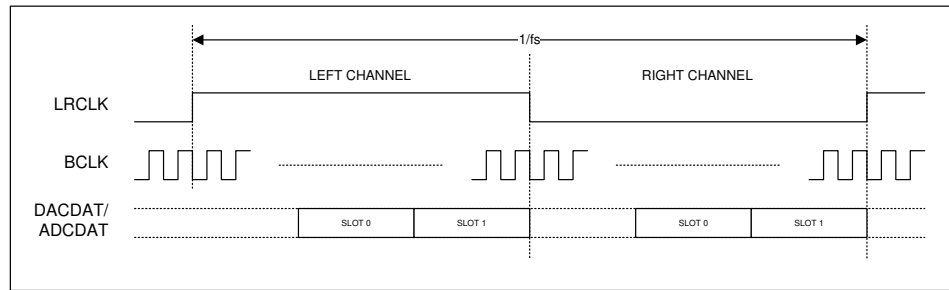 1/fs
LEFT CHANNEL RIGHT CHANNEL
LRCLK
BCLK
DACDAT/
ADCDAT
SLOT 0 SLOT 1 SLOT 0 SLOT 1